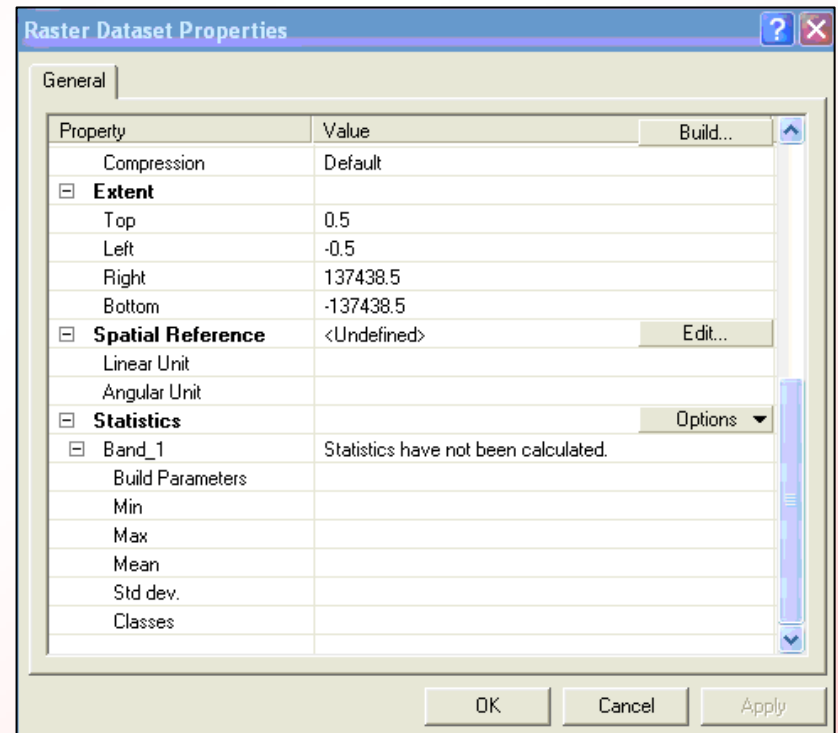 Raster Dataset Properties
General
Property Value Build...
Compression Default
Extent
Top 0.5
Left -0.5
Right 137438.5
Bottom -137438.5
Spatial Reference <Undefined> Edit...
Linear Unit
Angular Unit
Statistics Options
Band_1 Statistics have not been calculated.
Build Parameters
Min
Max
Mean
Std dev.
Classes
OK Cancel Apply